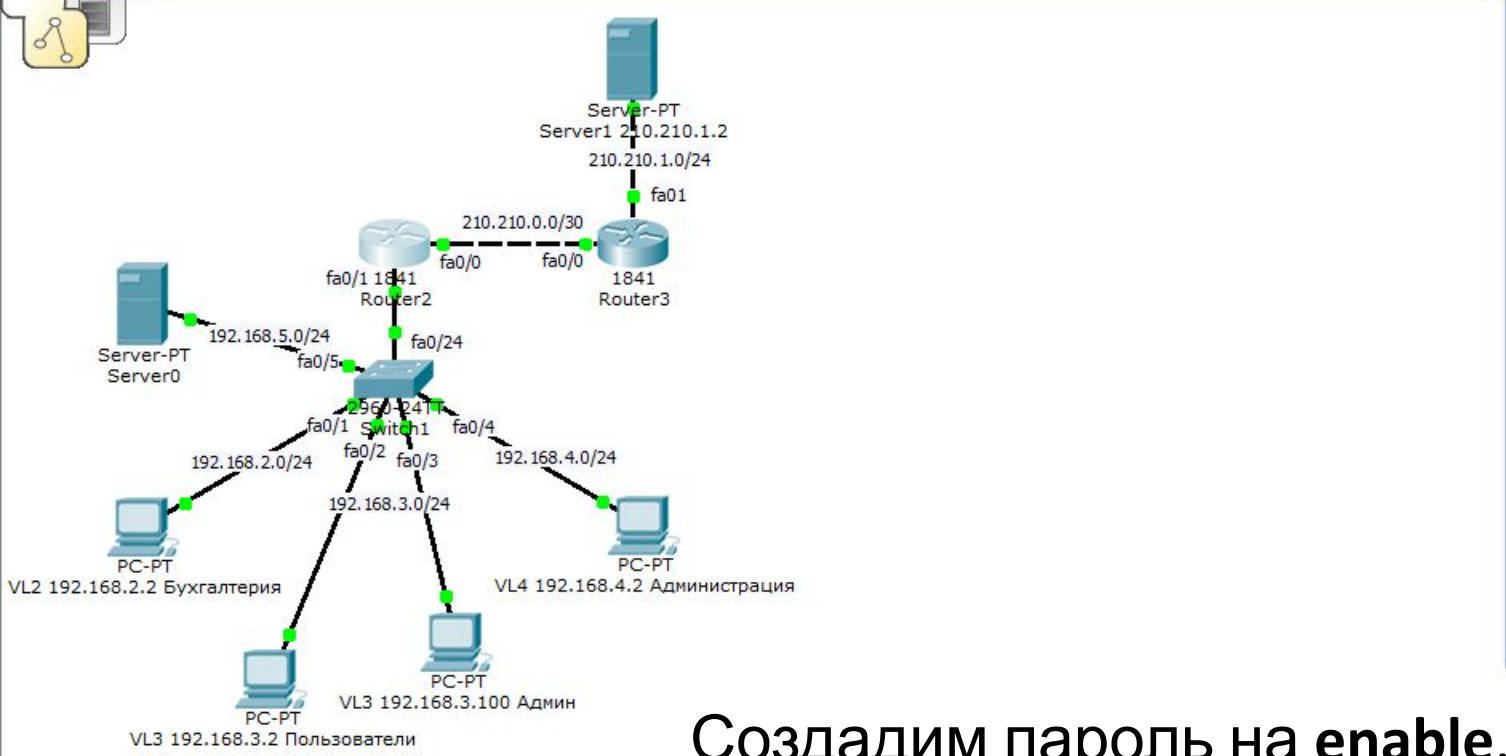 Server-PT
Server1 210.210.1.2
210.210.1.0/24
fa01
210.210.0.0/30
fa0/0
fa0/0
fa0/1 1841
Router2
1841
Router3
192.168.5.0/24
fa0/24
Server-PT
Server0
fa0/5
2960-24TT
Switch1
fa0/1
fa0/2
fa0/3
fa0/4
192.168.2.0/24
192.168.4.0/24
192.168.3.0/24
PC-PT
VL2 192.168.2.2 Бухгалтерия
PC-PT
VL4 192.168.4.2 Администрация
PC-PT
VL3 192.168.3.100 Админ
PC-PT
VL3 192.168.3.2 Пользователи
Создадим пароль на enable